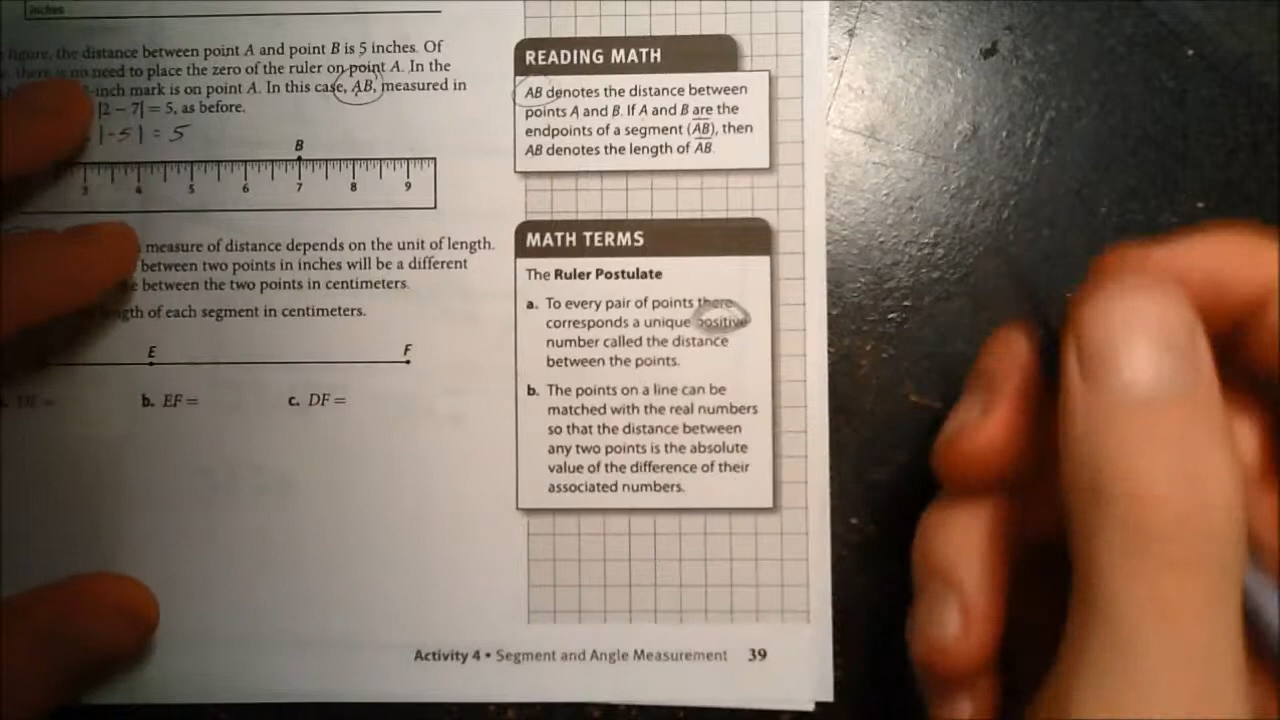 inches
figure, the distance between point A and point B is 5 inches. Of
there is no need to place the zero of the ruler on point A. In the
-inch mark is on point A. In this case, AB, measured in
|2 − 7| = 5, as before.
|-5| = 5
B
3 4 5 6 7 8 9
measure of distance depends on the unit of length.
between two points in inches will be a different
between the two points in centimeters.
length of each segment in centimeters.
E F
DE = b. EF = c. DF =
READING MATH
AB denotes the distance between
points A and B. If A and B are the
endpoints of a segment (A̅B̅), then
AB denotes the length of A̅B̅.
MATH TERMS
The Ruler Postulate
a. To every pair of points there
corresponds a unique positive
number called the distance
between the points.
b. The points on a line can be
matched with the real numbers
so that the distance between
any two points is the absolute
value of the difference of their
associated numbers.
Activity 4 • Segment and Angle Measurement 39